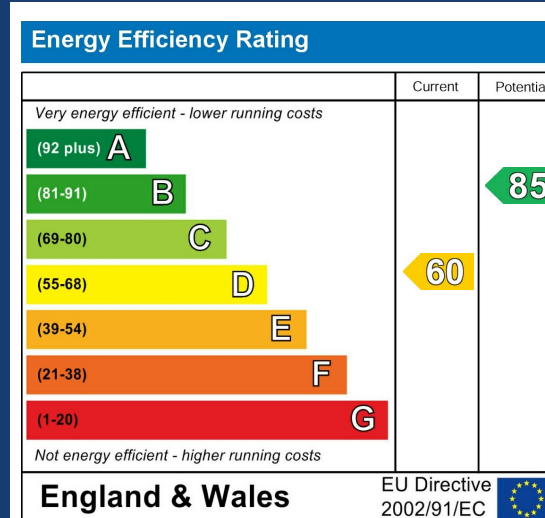 Energy Efficiency Rating
Current Potentia
Very energy efficient - lower running costs
(92 plus) A
(81-91) B
85
(69-80) C
(55-68) D
60
(39-54) E
(21-38) F
(1-20) G
Not energy efficient - higher running costs
England & Wales
EU Directive
2002/91/EC